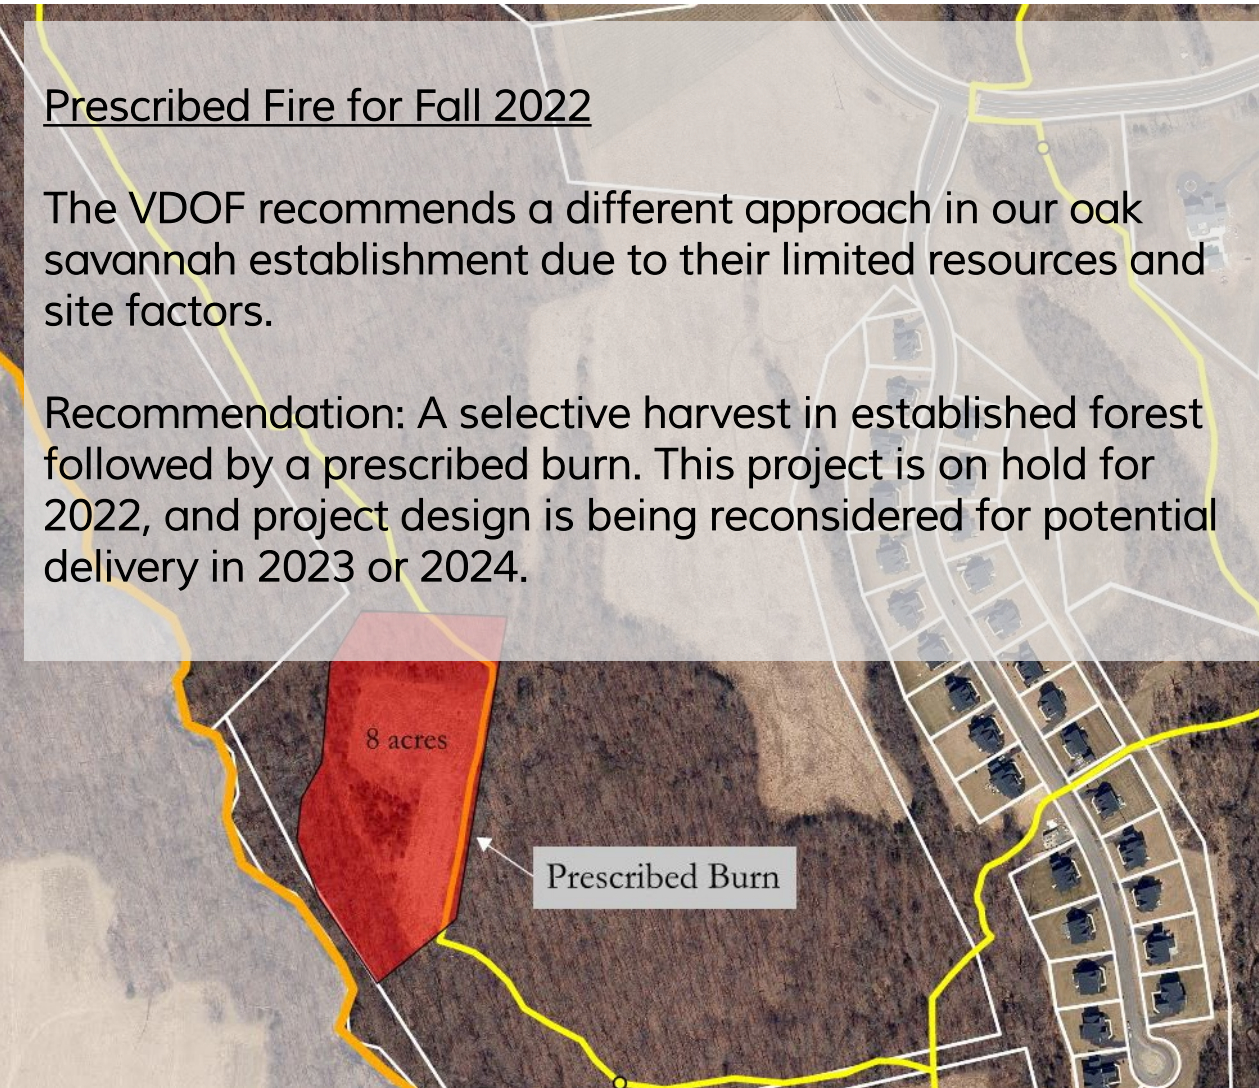 Prescribed Fire for Fall 2022
The VDOF recommends a different approach in our oak
savannah establishment due to their limited resources and
site factors.
Recommendation: A selective harvest in established forest
followed by a prescribed burn. This project is on hold for
2022, and project design is being reconsidered for potential
delivery in 2023 or 2024.
8 acres
Prescribed Burn